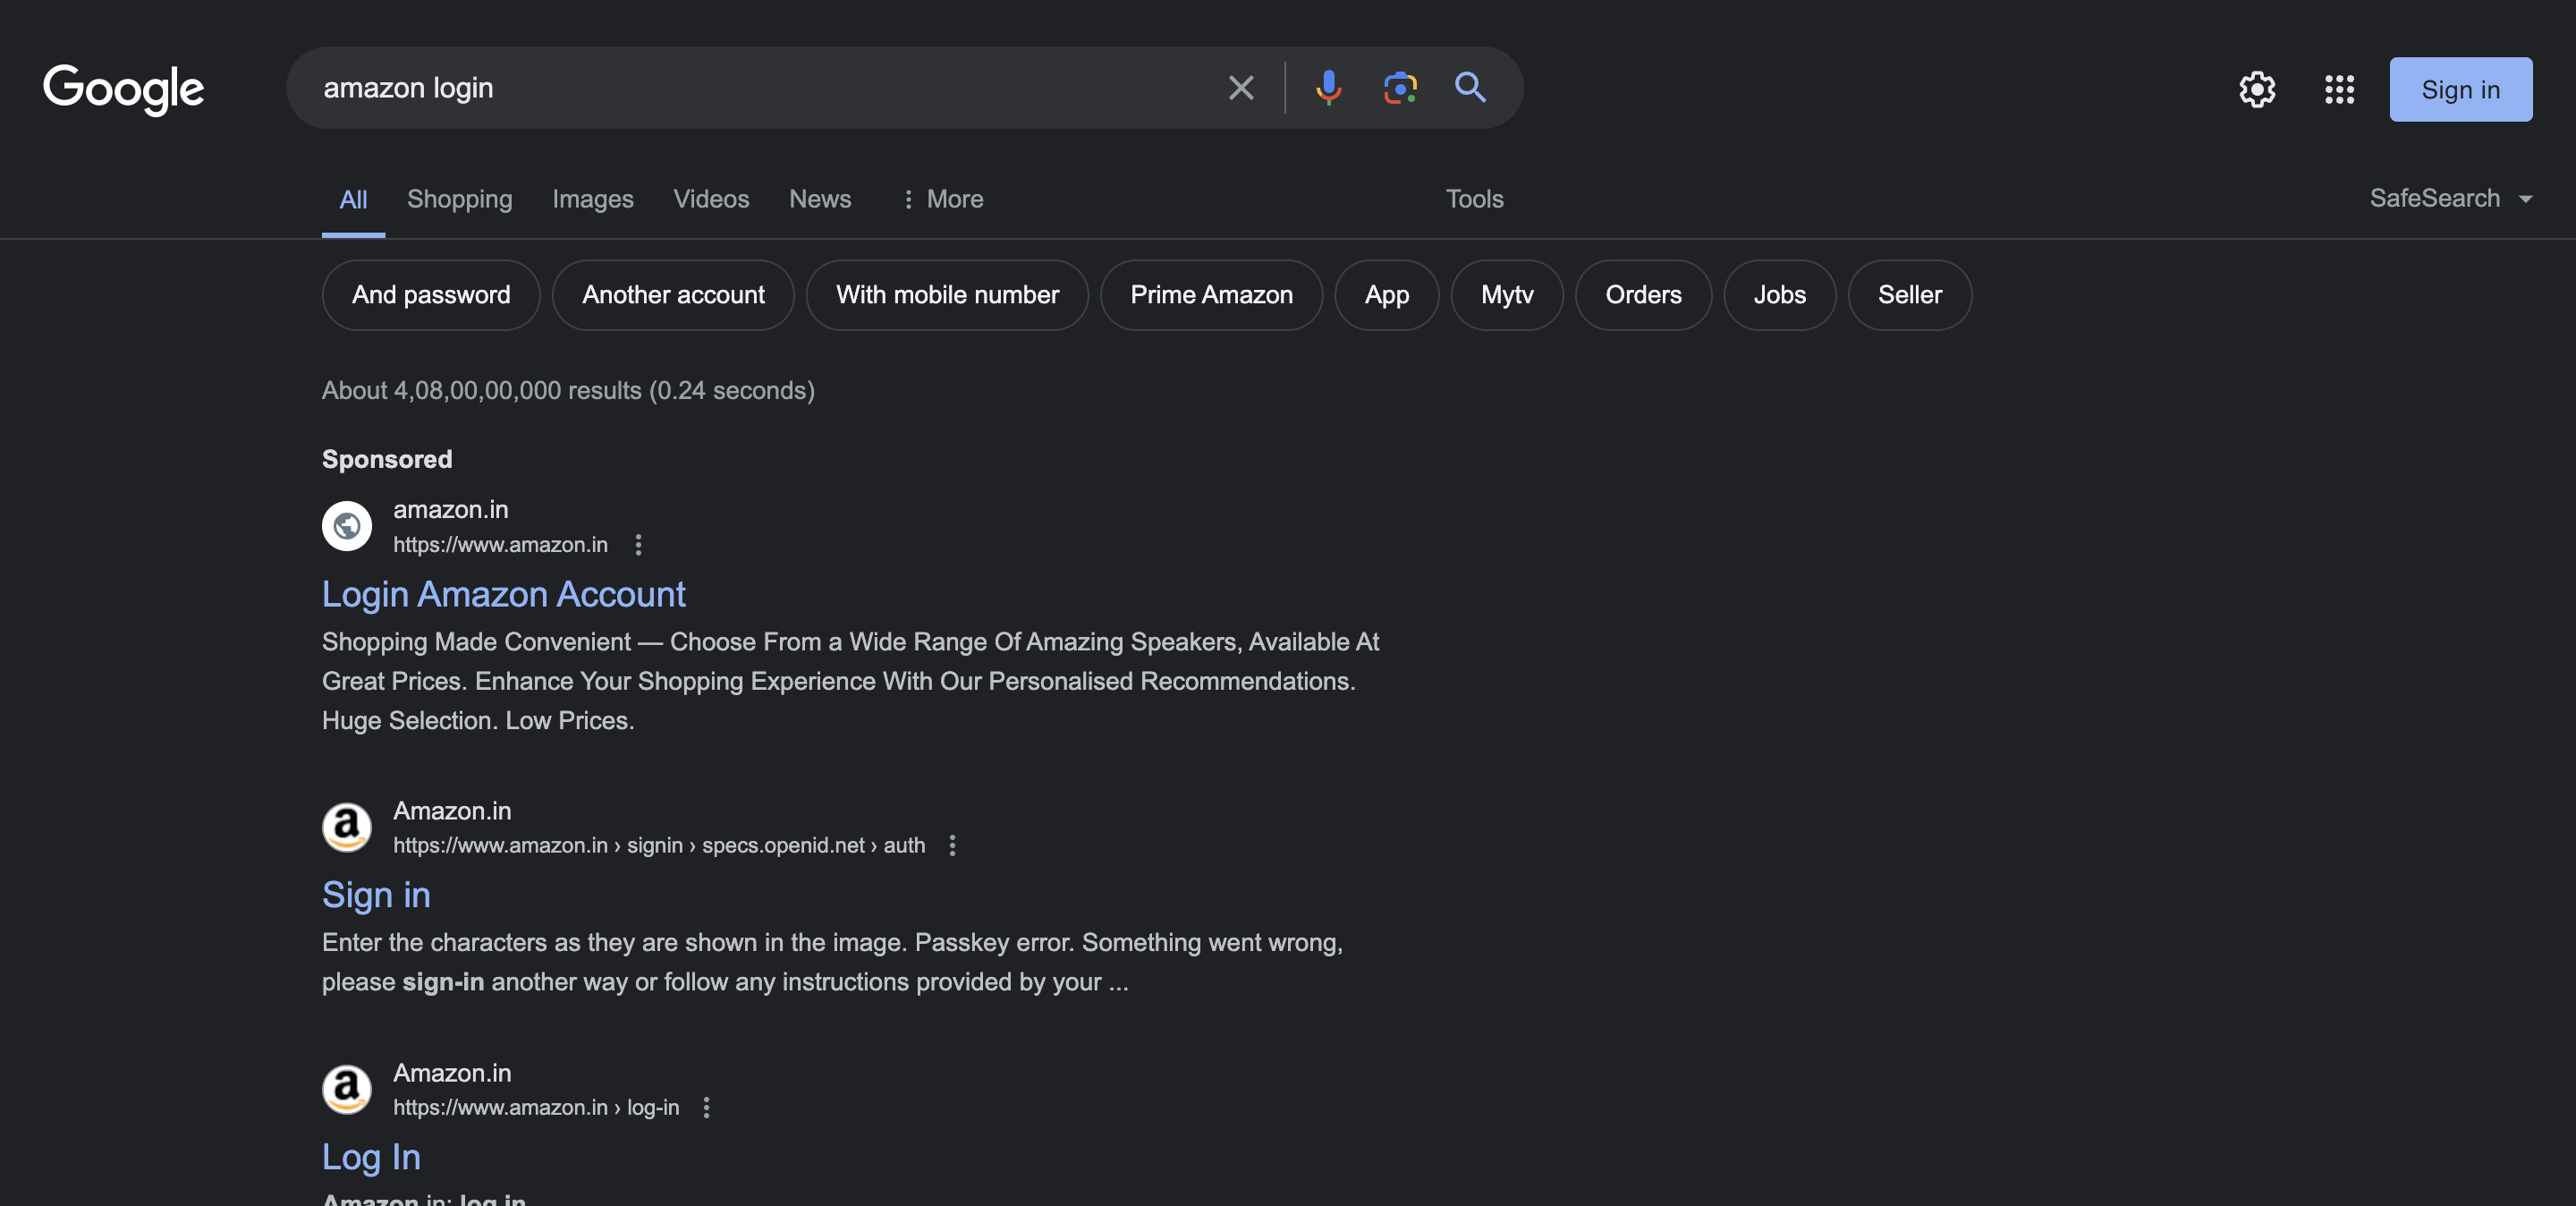 Google
amazon login
Sign in
All Shopping Images Videos News More Tools SafeSearch
And password Another account With mobile number Prime Amazon App Mytv Orders Jobs Seller
About 4,08,00,00,000 results (0.24 seconds)
Sponsored
amazon.in
https://www.amazon.in
Login Amazon Account
Shopping Made Convenient — Choose From a Wide Range Of Amazing Speakers, Available At
Great Prices. Enhance Your Shopping Experience With Our Personalised Recommendations.
Huge Selection. Low Prices.
a
Amazon.in
https://www.amazon.in › signin › specs.openid.net › auth
Sign in
Enter the characters as they are shown in the image. Passkey error. Something went wrong,
please sign-in another way or follow any instructions provided by your ...
a
Amazon.in
https://www.amazon.in › log-in
Log In
Amazon.in: log in